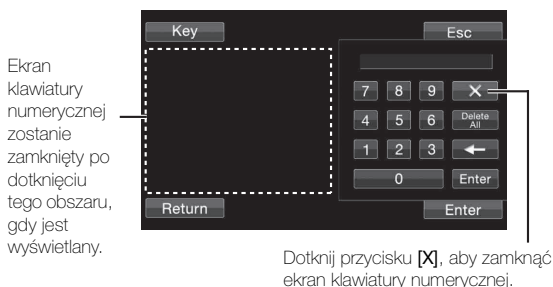 Key
Esc
Ekran
klawiatury
numerycznej
zostanie
zamknięty po
dotknięciu
tego obszaru,
gdy jest
wyświetlany.
7 8 9 X
4 5 6 Delete All
1 2 3 ←
0 Enter
Return
Enter
Dotknij przycisku [X], aby zamknąć
ekran klawiatury numerycznej.